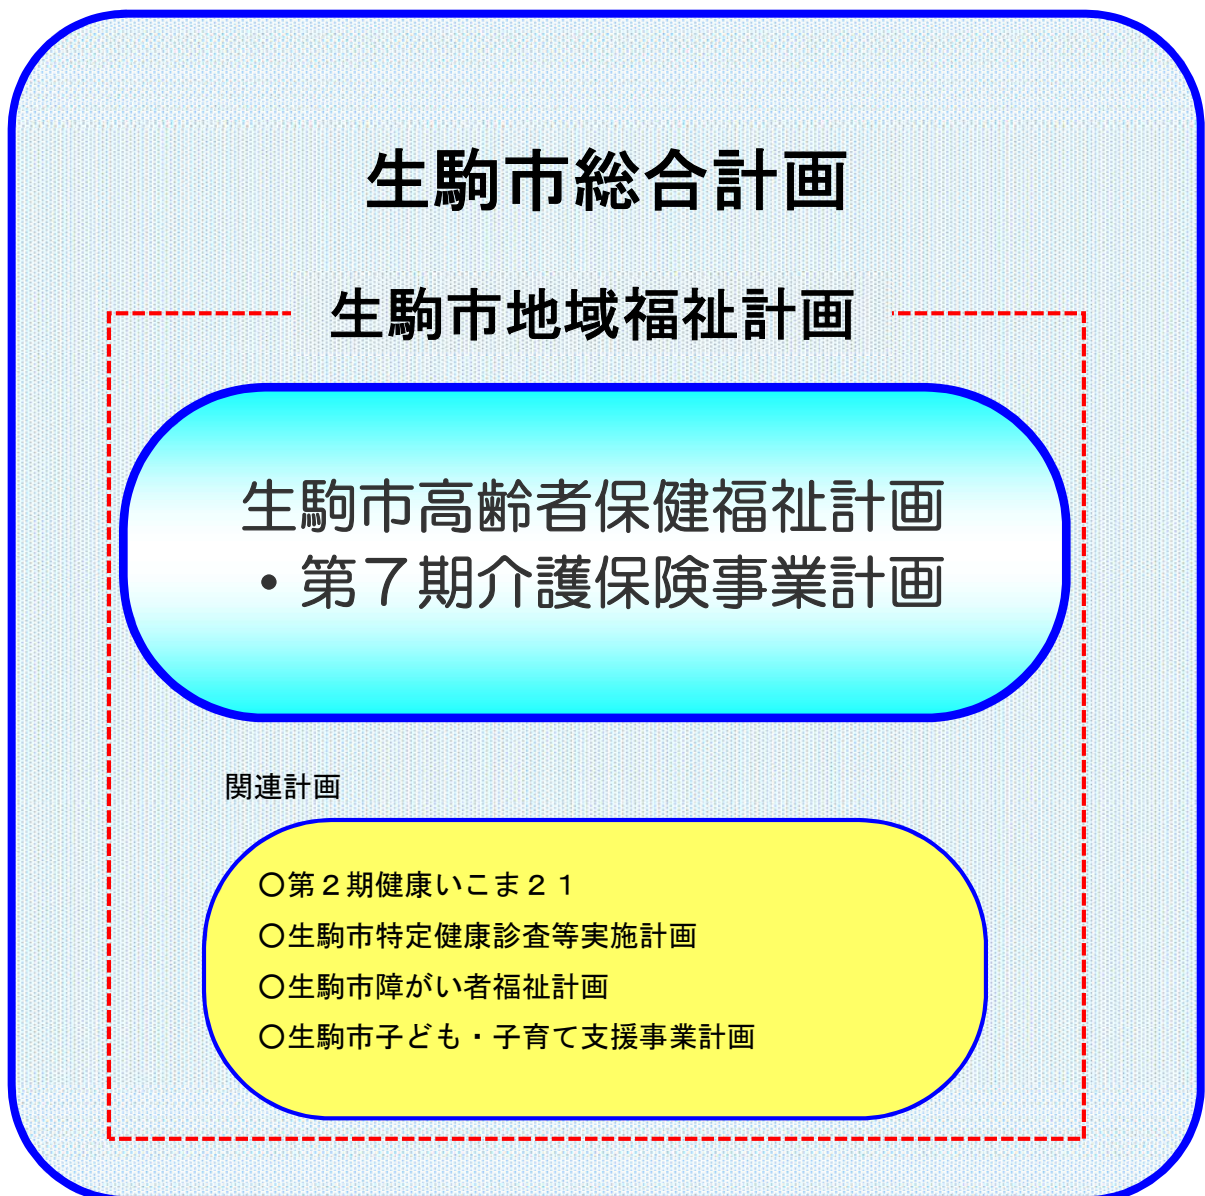 生駒市総合計画
生駒市地域福祉計画
生駒市高齢者保健福祉計画
・第７期介護保険事業計画
関連計画
〇第２期健康いこま２１
〇生駒市特定健康診査等実施計画
〇生駒市障がい者福祉計画
〇生駒市子ども・子育て支援事業計画